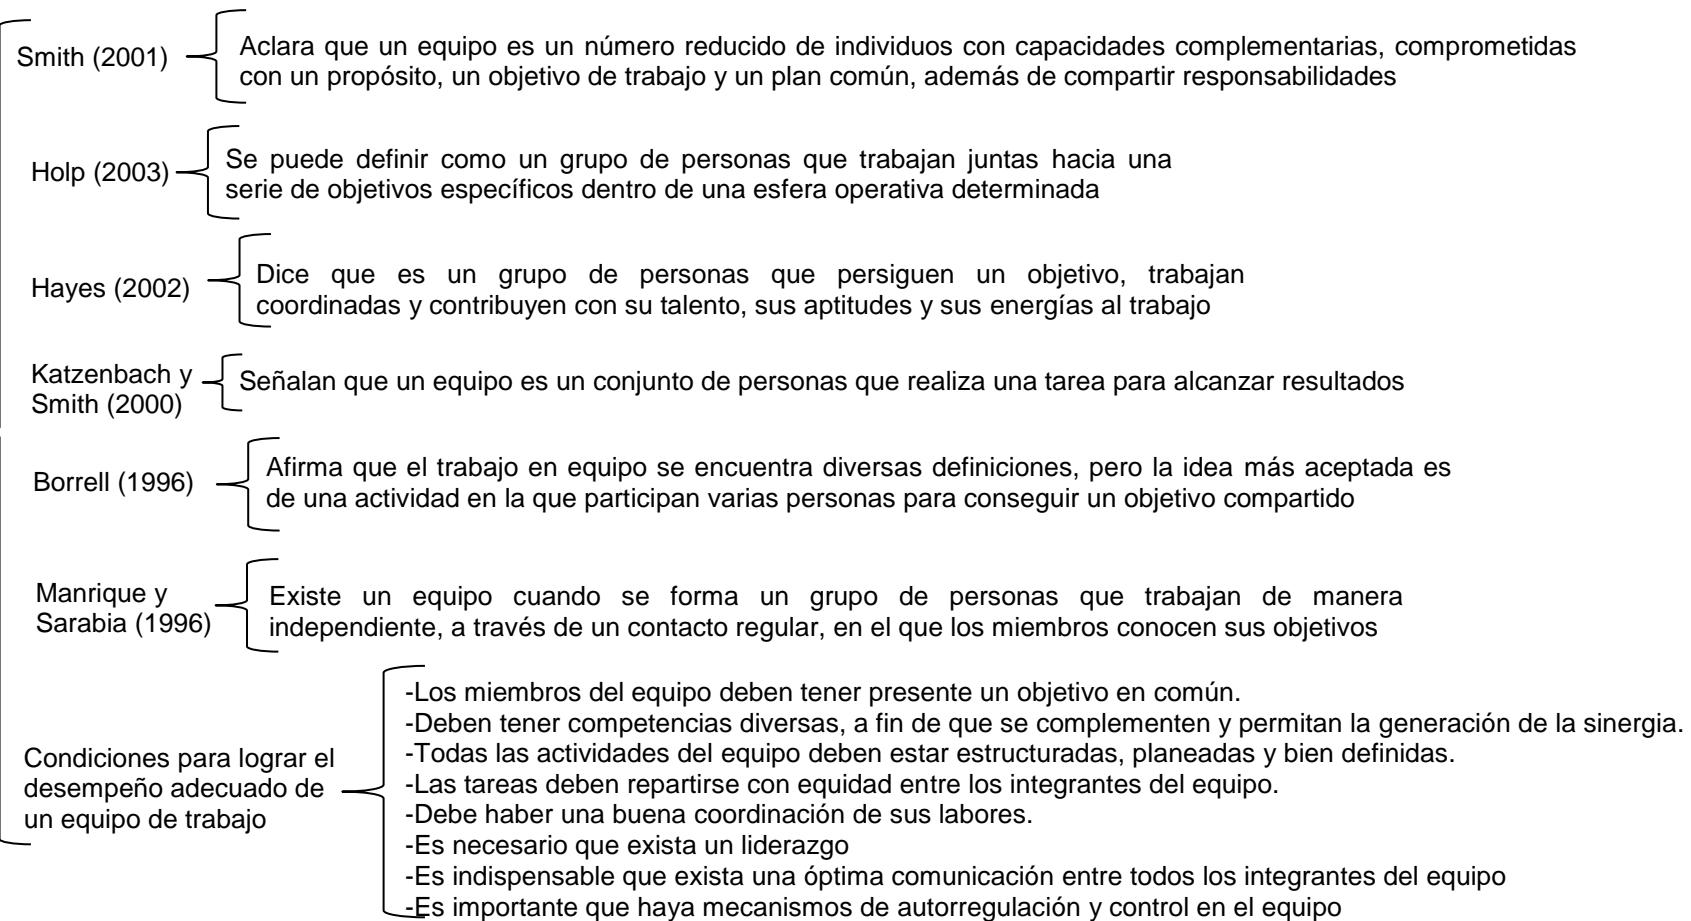 Smith (2001)
Aclara que un equipo es un número reducido de individuos con capacidades complementarias, comprometidas
con un propósito, un objetivo de trabajo y un plan común, además de compartir responsabilidades
Holp (2003)
Se puede definir como un grupo de personas que trabajan juntas hacia una
serie de objetivos específicos dentro de una esfera operativa determinada
Hayes (2002)
Dice que es un grupo de personas que persiguen un objetivo, trabajan
coordinadas y contribuyen con su talento, sus aptitudes y sus energías al trabajo
Katzenbach y
Smith (2000)
Señalan que un equipo es un conjunto de personas que realiza una tarea para alcanzar resultados
Borrell (1996)
Afirma que el trabajo en equipo se encuentra diversas definiciones, pero la idea más aceptada es
de una actividad en la que participan varias personas para conseguir un objetivo compartido
Manrique y
Sarabia (1996)
Existe un equipo cuando se forma un grupo de personas que trabajan de manera
independiente, a través de un contacto regular, en el que los miembros conocen sus objetivos
Condiciones para lograr el
desempeño adecuado de
un equipo de trabajo
-Los miembros del equipo deben tener presente un objetivo en común.
-Deben tener competencias diversas, a fin de que se complementen y permitan la generación de la sinergia.
-Todas las actividades del equipo deben estar estructuradas, planeadas y bien definidas.
-Las tareas deben repartirse con equidad entre los integrantes del equipo.
-Debe haber una buena coordinación de sus labores.
-Es necesario que exista un liderazgo
-Es indispensable que exista una óptima comunicación entre todos los integrantes del equipo
-Es importante que haya mecanismos de autorregulación y control en el equipo